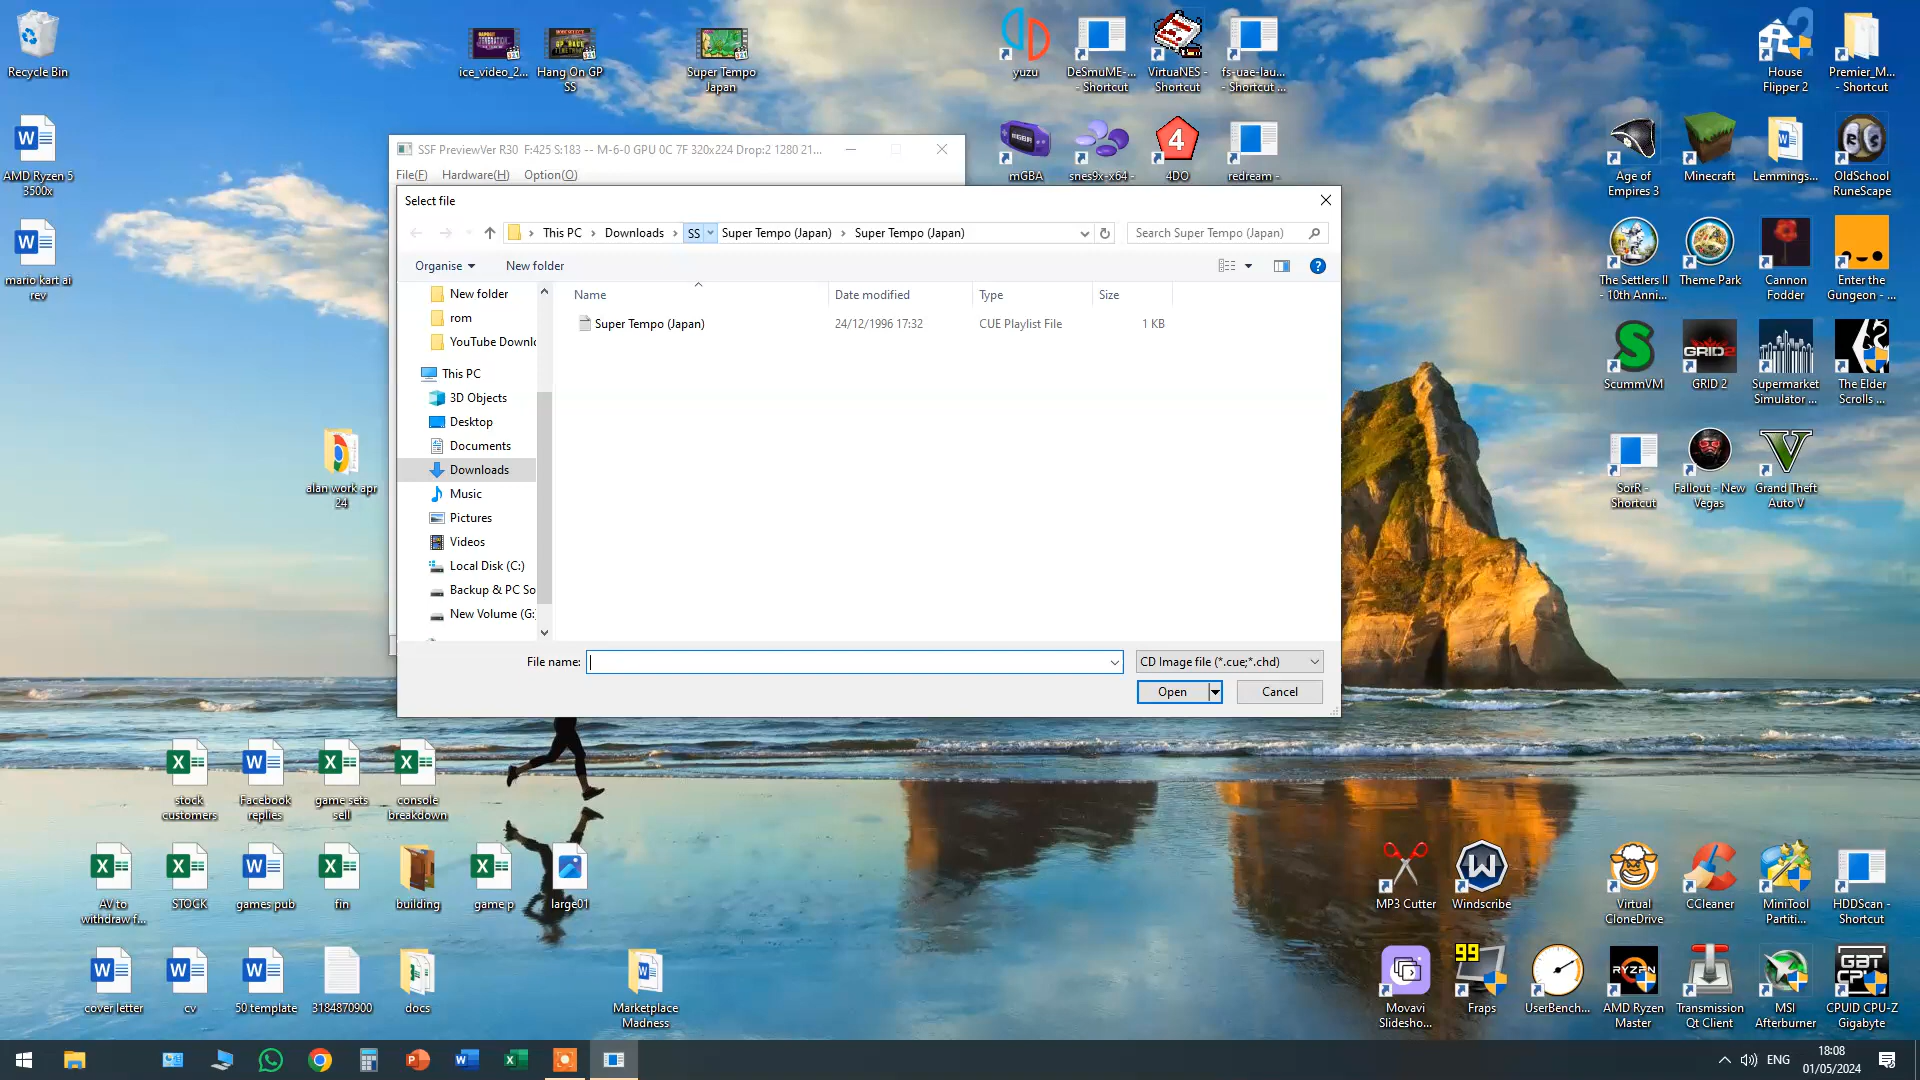 Recycle Bin
ice_video_2...
Hang On GP
SS
Super Tempo
Japan
yuzu
DeSmuME-...
- Shortcut
VirtuaNES -
Shortcut
fs-uae-lau...
- Shortcut ...
House
Flipper 2
Premier_M...
- Shortcut
AMD Ryzen 5
3500x
mGBA
snes9x-x64 -
4DO
redream -
Age of
Empires 3
Minecraft
Lemmings...
OldSchool
RuneScape
SSF PreviewVer R30 F:425 S:183 -- M-6-0 GPU 0C 7F 320x224 Drop:2 1280 21...
File(F) Hardware(H) Option(O)
Select file
This PC > Downloads > SS Super Tempo (Japan) > Super Tempo (Japan)
Search Super Tempo (Japan)
Organise
New folder
Name
Date modified
Type
Size
Super Tempo (Japan)
24/12/1996 17:32
CUE Playlist File
1 KB
New folder
rom
YouTube Downlo
This PC
3D Objects
Desktop
Documents
Downloads
Music
Pictures
Videos
Local Disk (C:)
Backup & PC So
New Volume (G:
File name:
CD Image file (*.cue;*.chd)
Open
Cancel
mario kart ai
rev
The Settlers II
- 10th Anni...
Theme Park
Cannon
Fodder
Enter the
Gungeon - ...
ScummVM
GRID 2
Supermarket
Simulator ...
The Elder
Scrolls ...
alan work apr
24
SorR -
Shortcut
Fallout - New
Vegas
Grand Theft
Auto V
stock
customers
Facebook
replies
game sets
sell
console
breakdown
AV to
withdraw f...
STOCK
games pub
fin
building
game p
large01
MP3 Cutter
Windscribe
Virtual
CloneDrive
CCleaner
MiniTool
Partiti...
HDDScan -
Shortcut
cover letter
cv
50 template
3184870900
docs
Marketplace
Madness
Movavi
Slidesho...
Fraps
UserBench...
AMD Ryzen
Master
Transmission
Qt Client
MSI
Afterburner
CPUID CPU-Z
Gigabyte
ENG
18:08
01/05/2024